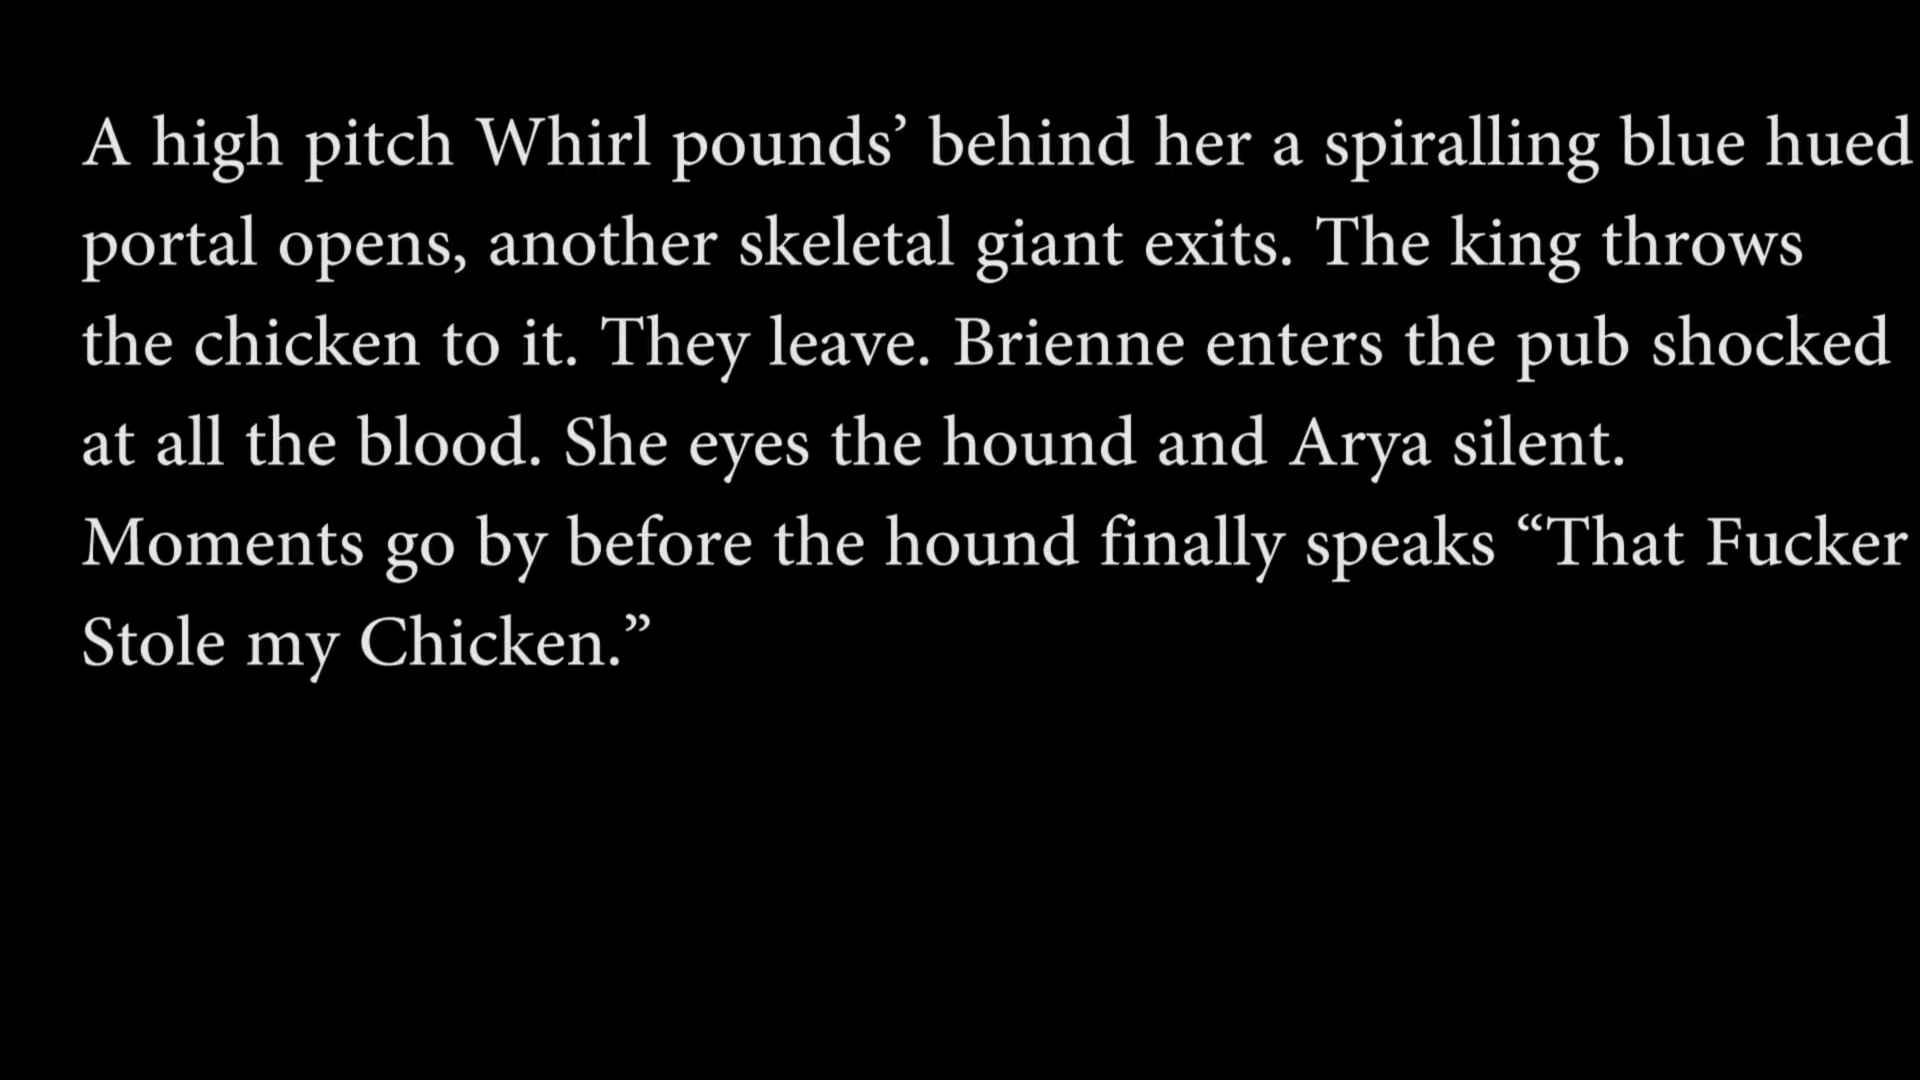 A high pitch Whirl pounds’ behind her a spiralling blue hued
portal opens, another skeletal giant exits. The king throws
the chicken to it. They leave. Brienne enters the pub shocked
at all the blood. She eyes the hound and Arya silent.
Moments go by before the hound finally speaks “That Fucker
Stole my Chicken.”